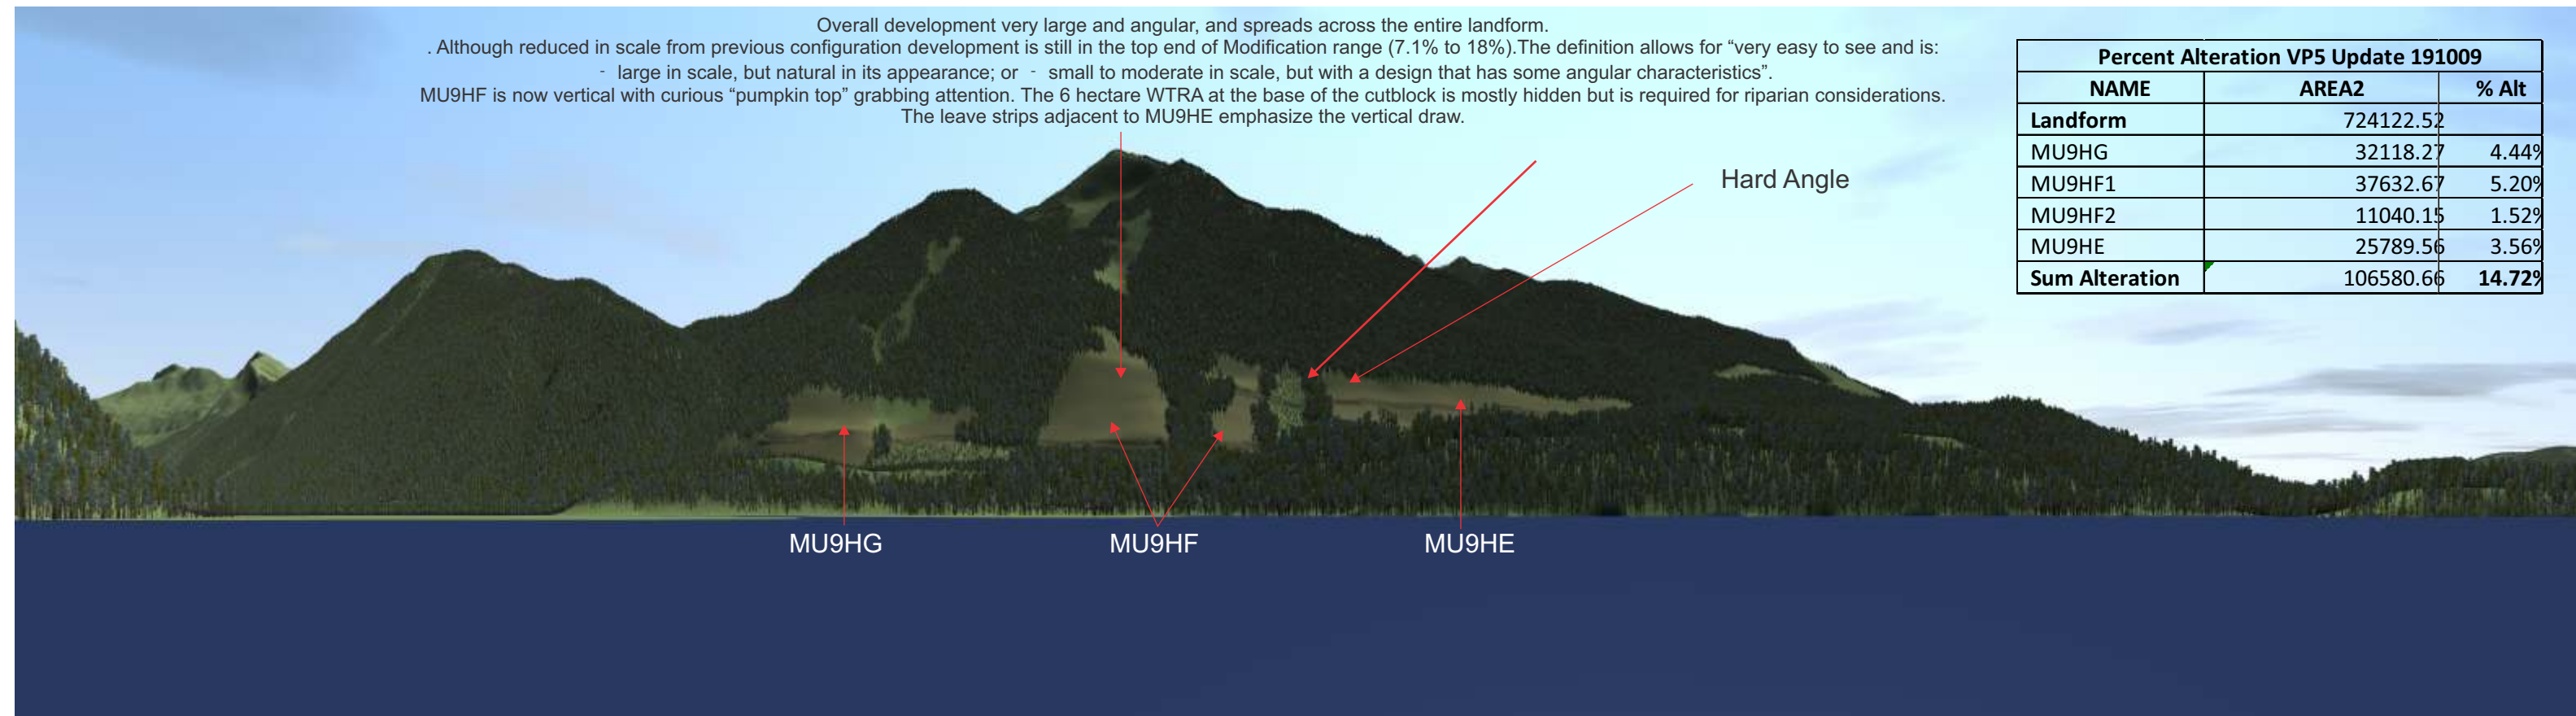 Overall development very large and angular, and spreads across the entire landform.
. Although reduced in scale from previous configuration development is still in the top end of Modification range (7.1% to 18%).The definition allows for “very easy to see and is:
- large in scale, but natural in its appearance; or - small to moderate in scale, but with a design that has some angular characteristics”.
MU9HF is now vertical with curious “pumpkin top” grabbing attention. The 6 hectare WTRA at the base of the cutblock is mostly hidden but is required for riparian considerations.
The leave strips adjacent to MU9HE emphasize the vertical draw.
Percent Alteration VP5 Update 191009
NAME AREA2 % Alt
Landform 724122.52
MU9HG 32118.27 4.44%
MU9HF1 37632.67 5.20%
MU9HF2 11040.15 1.52%
MU9HE 25789.56 3.56%
Sum Alteration 106580.66 14.72%
Hard Angle
MU9HG MU9HF MU9HE